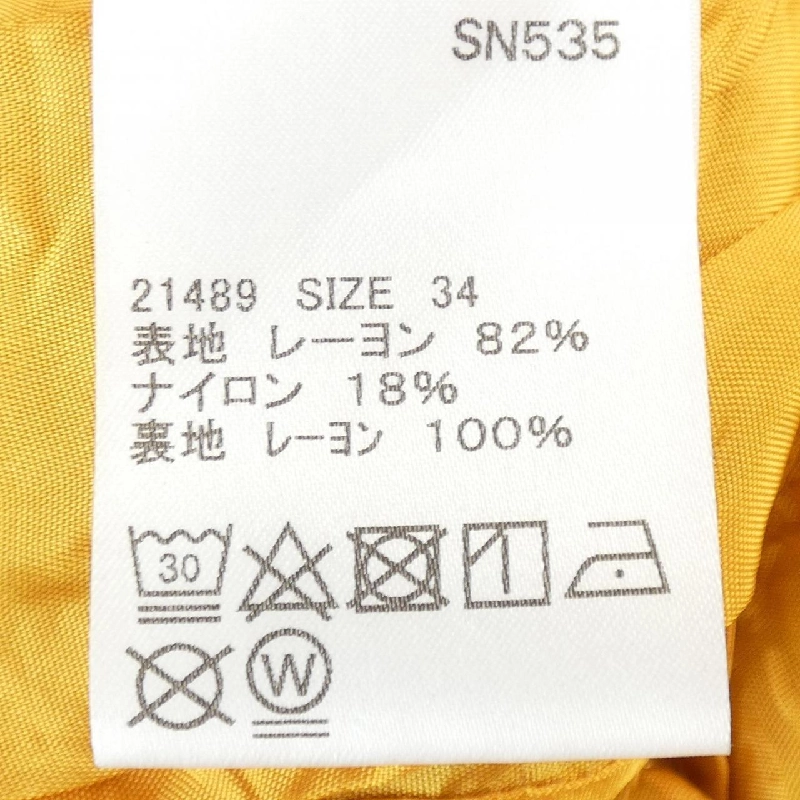 SN535
21489 SIZE 34
表地 レーヨン 82%
ナイロン 18%
裏地 レーヨン 100%
30
W